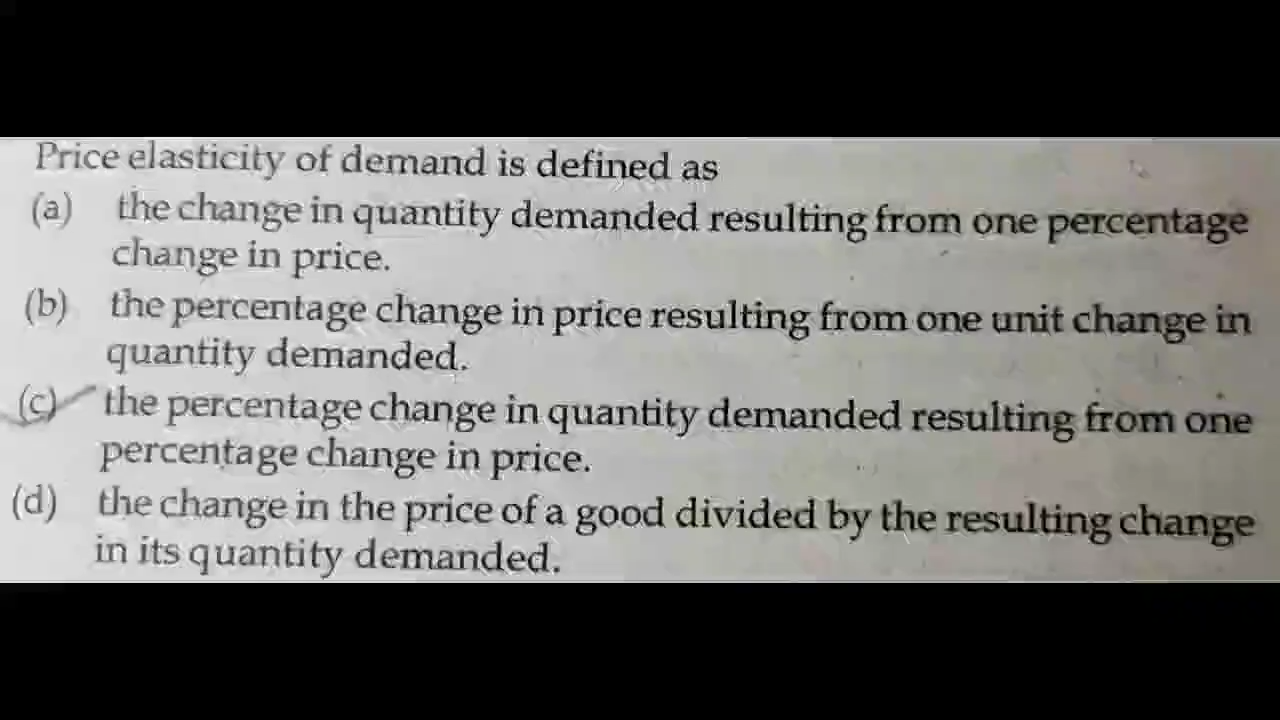 Price elasticity of demand is defined as
(a) the change in quantity demanded resulting from one percentage
change in price.
(b) the percentage change in price resulting from one unit change in
quantity demanded.
(c) the percentage change in quantity demanded resulting from one
percentage change in price.
(d) the change in the price of a good divided by the resulting change
in its quantity demanded.